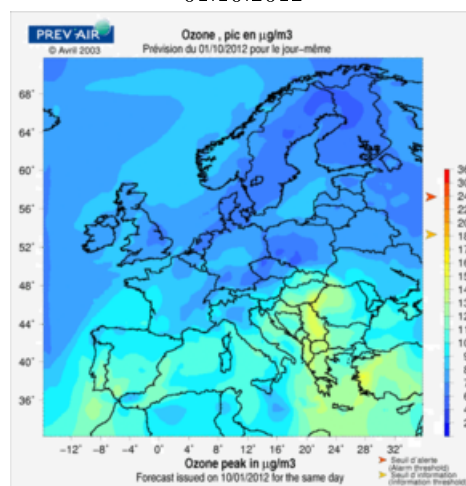 PREV'AIR
© Avril 2003
Ozone , pic en µg/m3
Prévision du 01/10/2012 pour le jour−même
68°
64°
60°
56°
52°
48°
44°
40°
36°
−12° −8° −4° 0° 4° 8° 12° 16° 20° 24° 28° 32°
Ozone peak in µg/m3
Forecast issued on 10/01/2012 for the same day
Seuil d'alerte
(Alarm threshold)
Seuil d'information
(Information threshold)